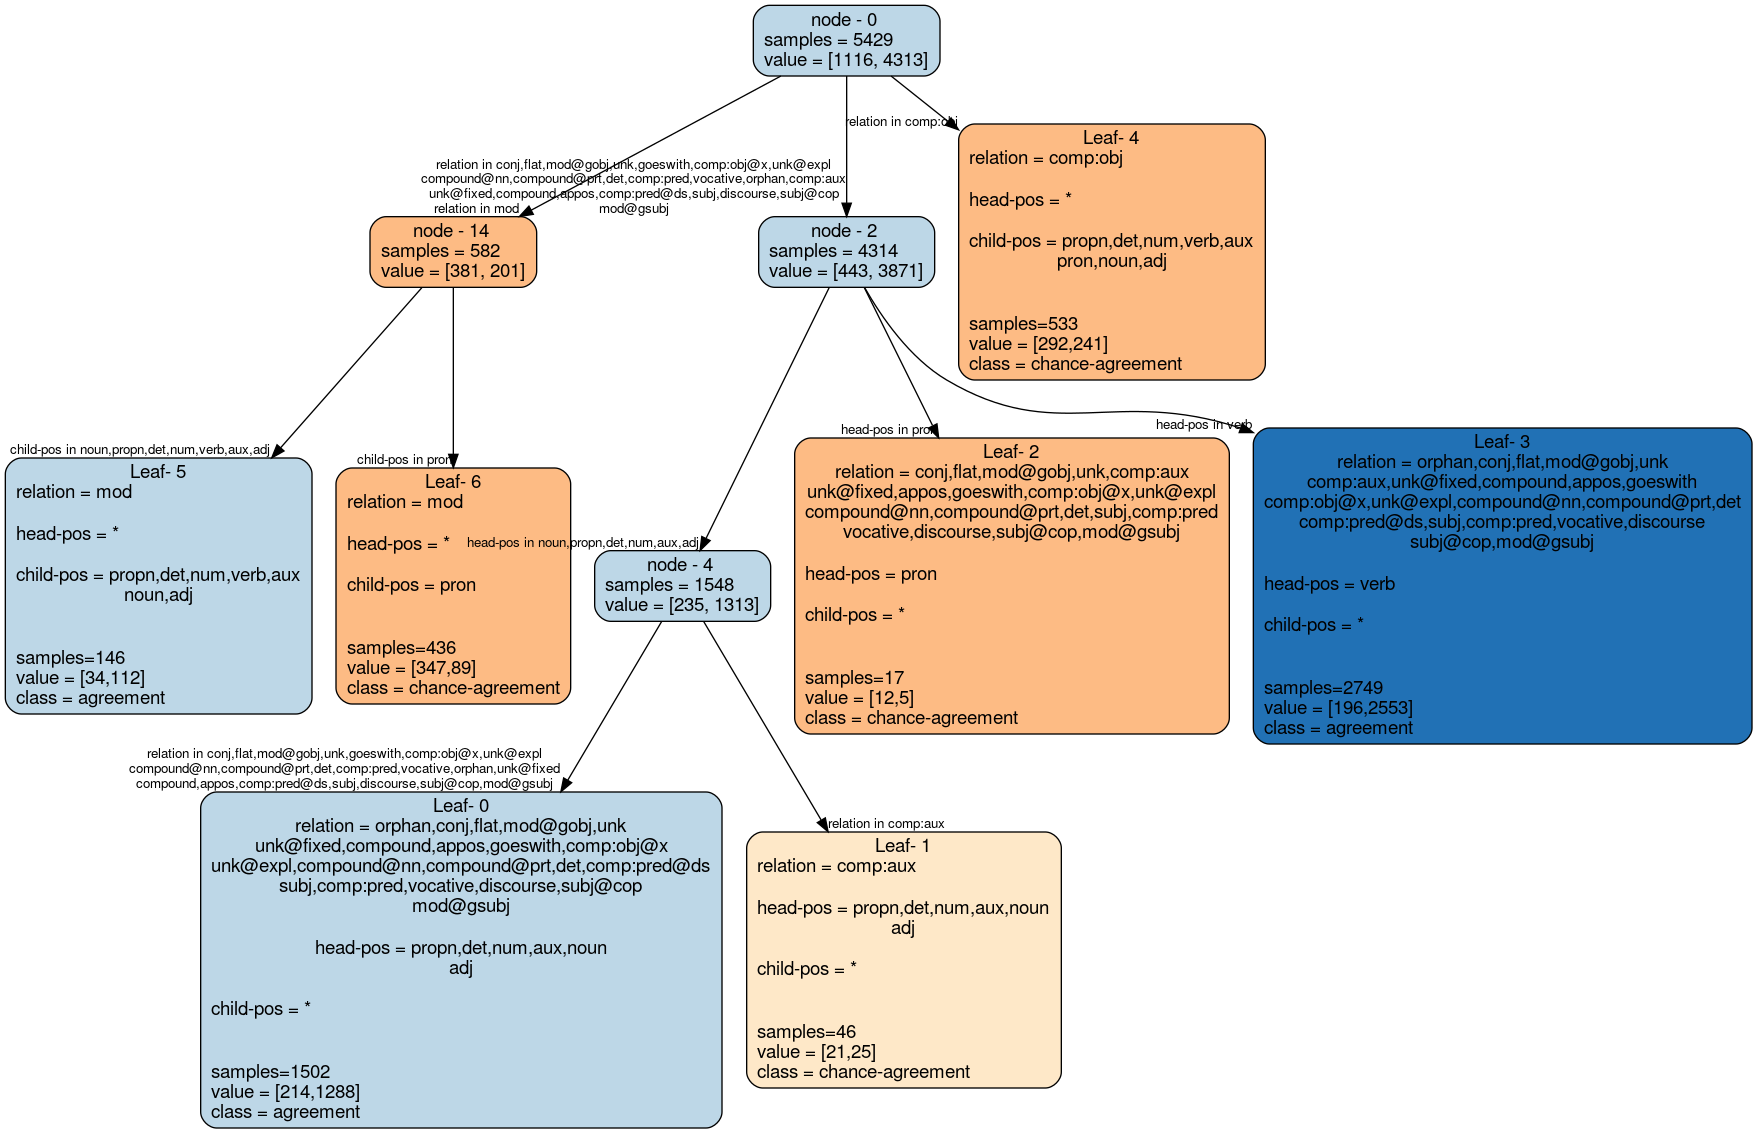 node - 0
samples = 5429
value = [1116, 4313]
relation in comp:obj
Leaf- 4
relation = comp:obj
head-pos = *
child-pos = propn,det,num,verb,aux
pron,noun,adj
samples=533
value = [292,241]
class = chance-agreement
relation in conj,flat,mod@gobj,unk,goeswith,comp:obj@x,unk@expl
compound@nn,compound@prt,det,comp:pred,vocative,orphan,comp:aux
unk@fixed,compound,appos,comp:pred@ds,subj,discourse,subj@cop
mod@gsubj
relation in mod
node - 14
samples = 582
value = [381, 201]
node - 2
samples = 4314
value = [443, 3871]
child-pos in noun,propn,det,num,verb,aux,adj
Leaf- 5
relation = mod
head-pos = *
child-pos = propn,det,num,verb,aux
noun,adj
samples=146
value = [34,112]
class = agreement
child-pos in pron
Leaf- 6
relation = mod
head-pos = *
child-pos = pron
samples=436
value = [347,89]
class = chance-agreement
head-pos in noun,propn,det,num,aux,adj
node - 4
samples = 1548
value = [235, 1313]
head-pos in pron
Leaf- 2
relation = conj,flat,mod@gobj,unk,comp:aux
unk@fixed,appos,goeswith,comp:obj@x,unk@expl
compound@nn,compound@prt,det,subj,comp:pred
vocative,discourse,subj@cop,mod@gsubj
head-pos = pron
child-pos = *
samples=17
value = [12,5]
class = chance-agreement
head-pos in verb
Leaf- 3
relation = orphan,conj,flat,mod@gobj,unk
comp:aux,unk@fixed,compound,appos,goeswith
comp:obj@x,unk@expl,compound@nn,compound@prt,det
comp:pred@ds,subj,comp:pred,vocative,discourse
subj@cop,mod@gsubj
head-pos = verb
child-pos = *
samples=2749
value = [196,2553]
class = agreement
relation in conj,flat,mod@gobj,unk,goeswith,comp:obj@x,unk@expl
compound@nn,compound@prt,det,comp:pred,vocative,orphan,unk@fixed
compound,appos,comp:pred@ds,subj,discourse,subj@cop,mod@gsubj
Leaf- 0
relation = orphan,conj,flat,mod@gobj,unk
unk@fixed,compound,appos,goeswith,comp:obj@x
unk@expl,compound@nn,compound@prt,det,comp:pred@ds
subj,comp:pred,vocative,discourse,subj@cop
mod@gsubj
head-pos = propn,det,num,aux,noun
adj
child-pos = *
samples=1502
value = [214,1288]
class = agreement
relation in comp:aux
Leaf- 1
relation = comp:aux
head-pos = propn,det,num,aux,noun
adj
child-pos = *
samples=46
value = [21,25]
class = chance-agreement